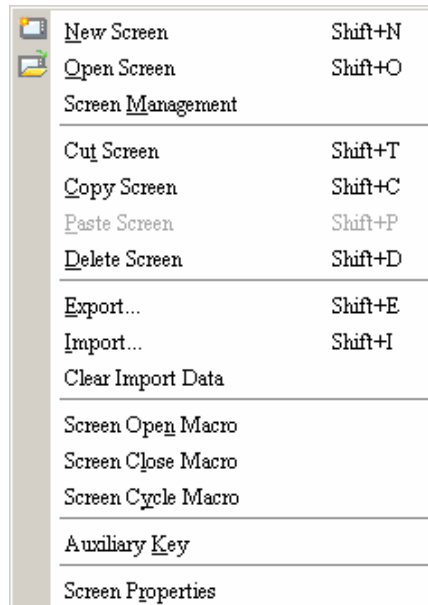 New Screen Shift+N
Open Screen Shift+O
Screen Management
Cut Screen Shift+T
Copy Screen Shift+C
Paste Screen Shift+P
Delete Screen Shift+D
Export... Shift+E
Import... Shift+I
Clear Import Data
Screen Open Macro
Screen Close Macro
Screen Cycle Macro
Auxiliary Key
Screen Properties